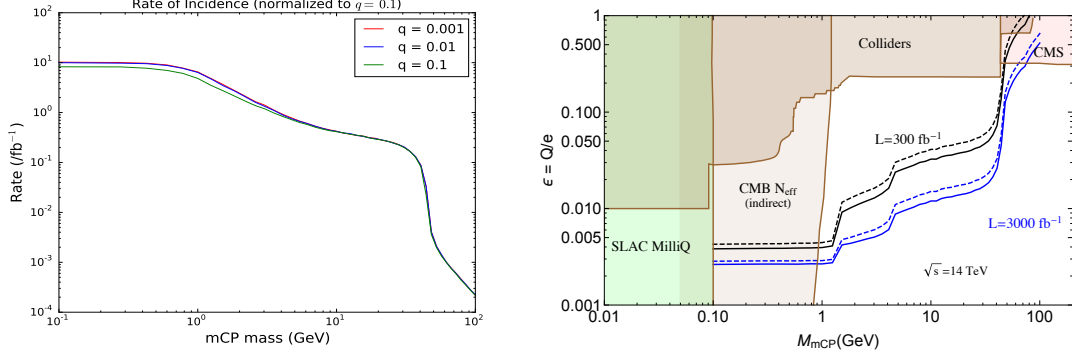 Rate of Incidence (normalized to q = 0.1)
q = 0.001
q = 0.01
q = 0.1
Rate (/fb⁻¹)
10²
10¹
10⁰
10⁻¹
10⁻²
10⁻³
10⁻⁴
10⁻¹ 10⁰ 10¹ 10²
mCP mass (GeV)
ϵ = Q/e
1
0.500
0.100
0.050
0.010
0.005
0.001
Colliders
CMS
L=300 fb⁻¹
CMB N_eff
(indirect)
SLAC MilliQ
L=3000 fb⁻¹
√s =14 TeV
0.01 0.10 1 10 100
M_mCP(GeV)